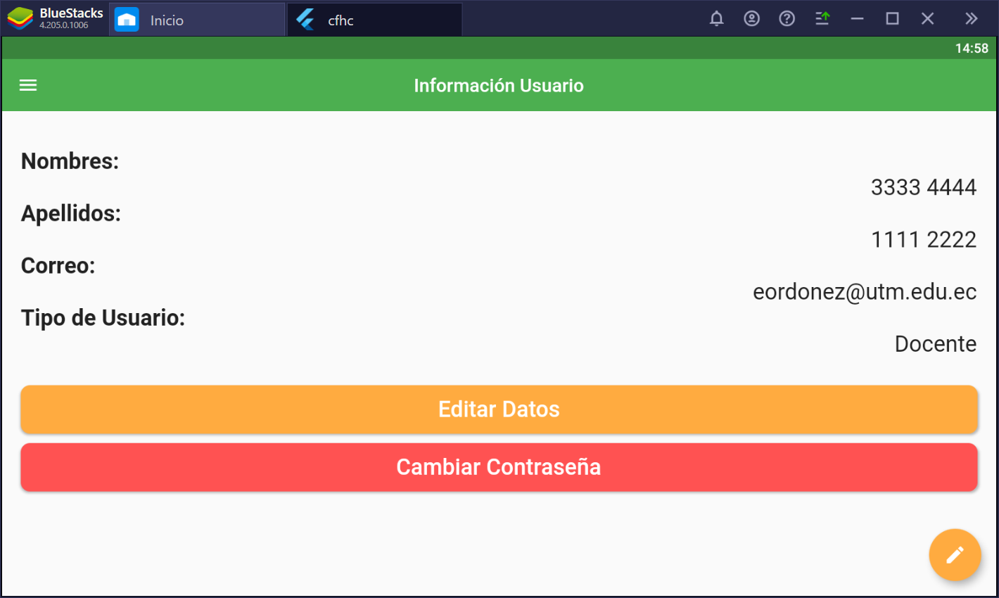 BlueStacks
4.205.0.1006
Inicio
cfhc
14:58
Información Usuario
Nombres:
3333 4444
Apellidos:
1111 2222
Correo:
eordonez@utm.edu.ec
Tipo de Usuario:
Docente
Editar Datos
Cambiar Contraseña